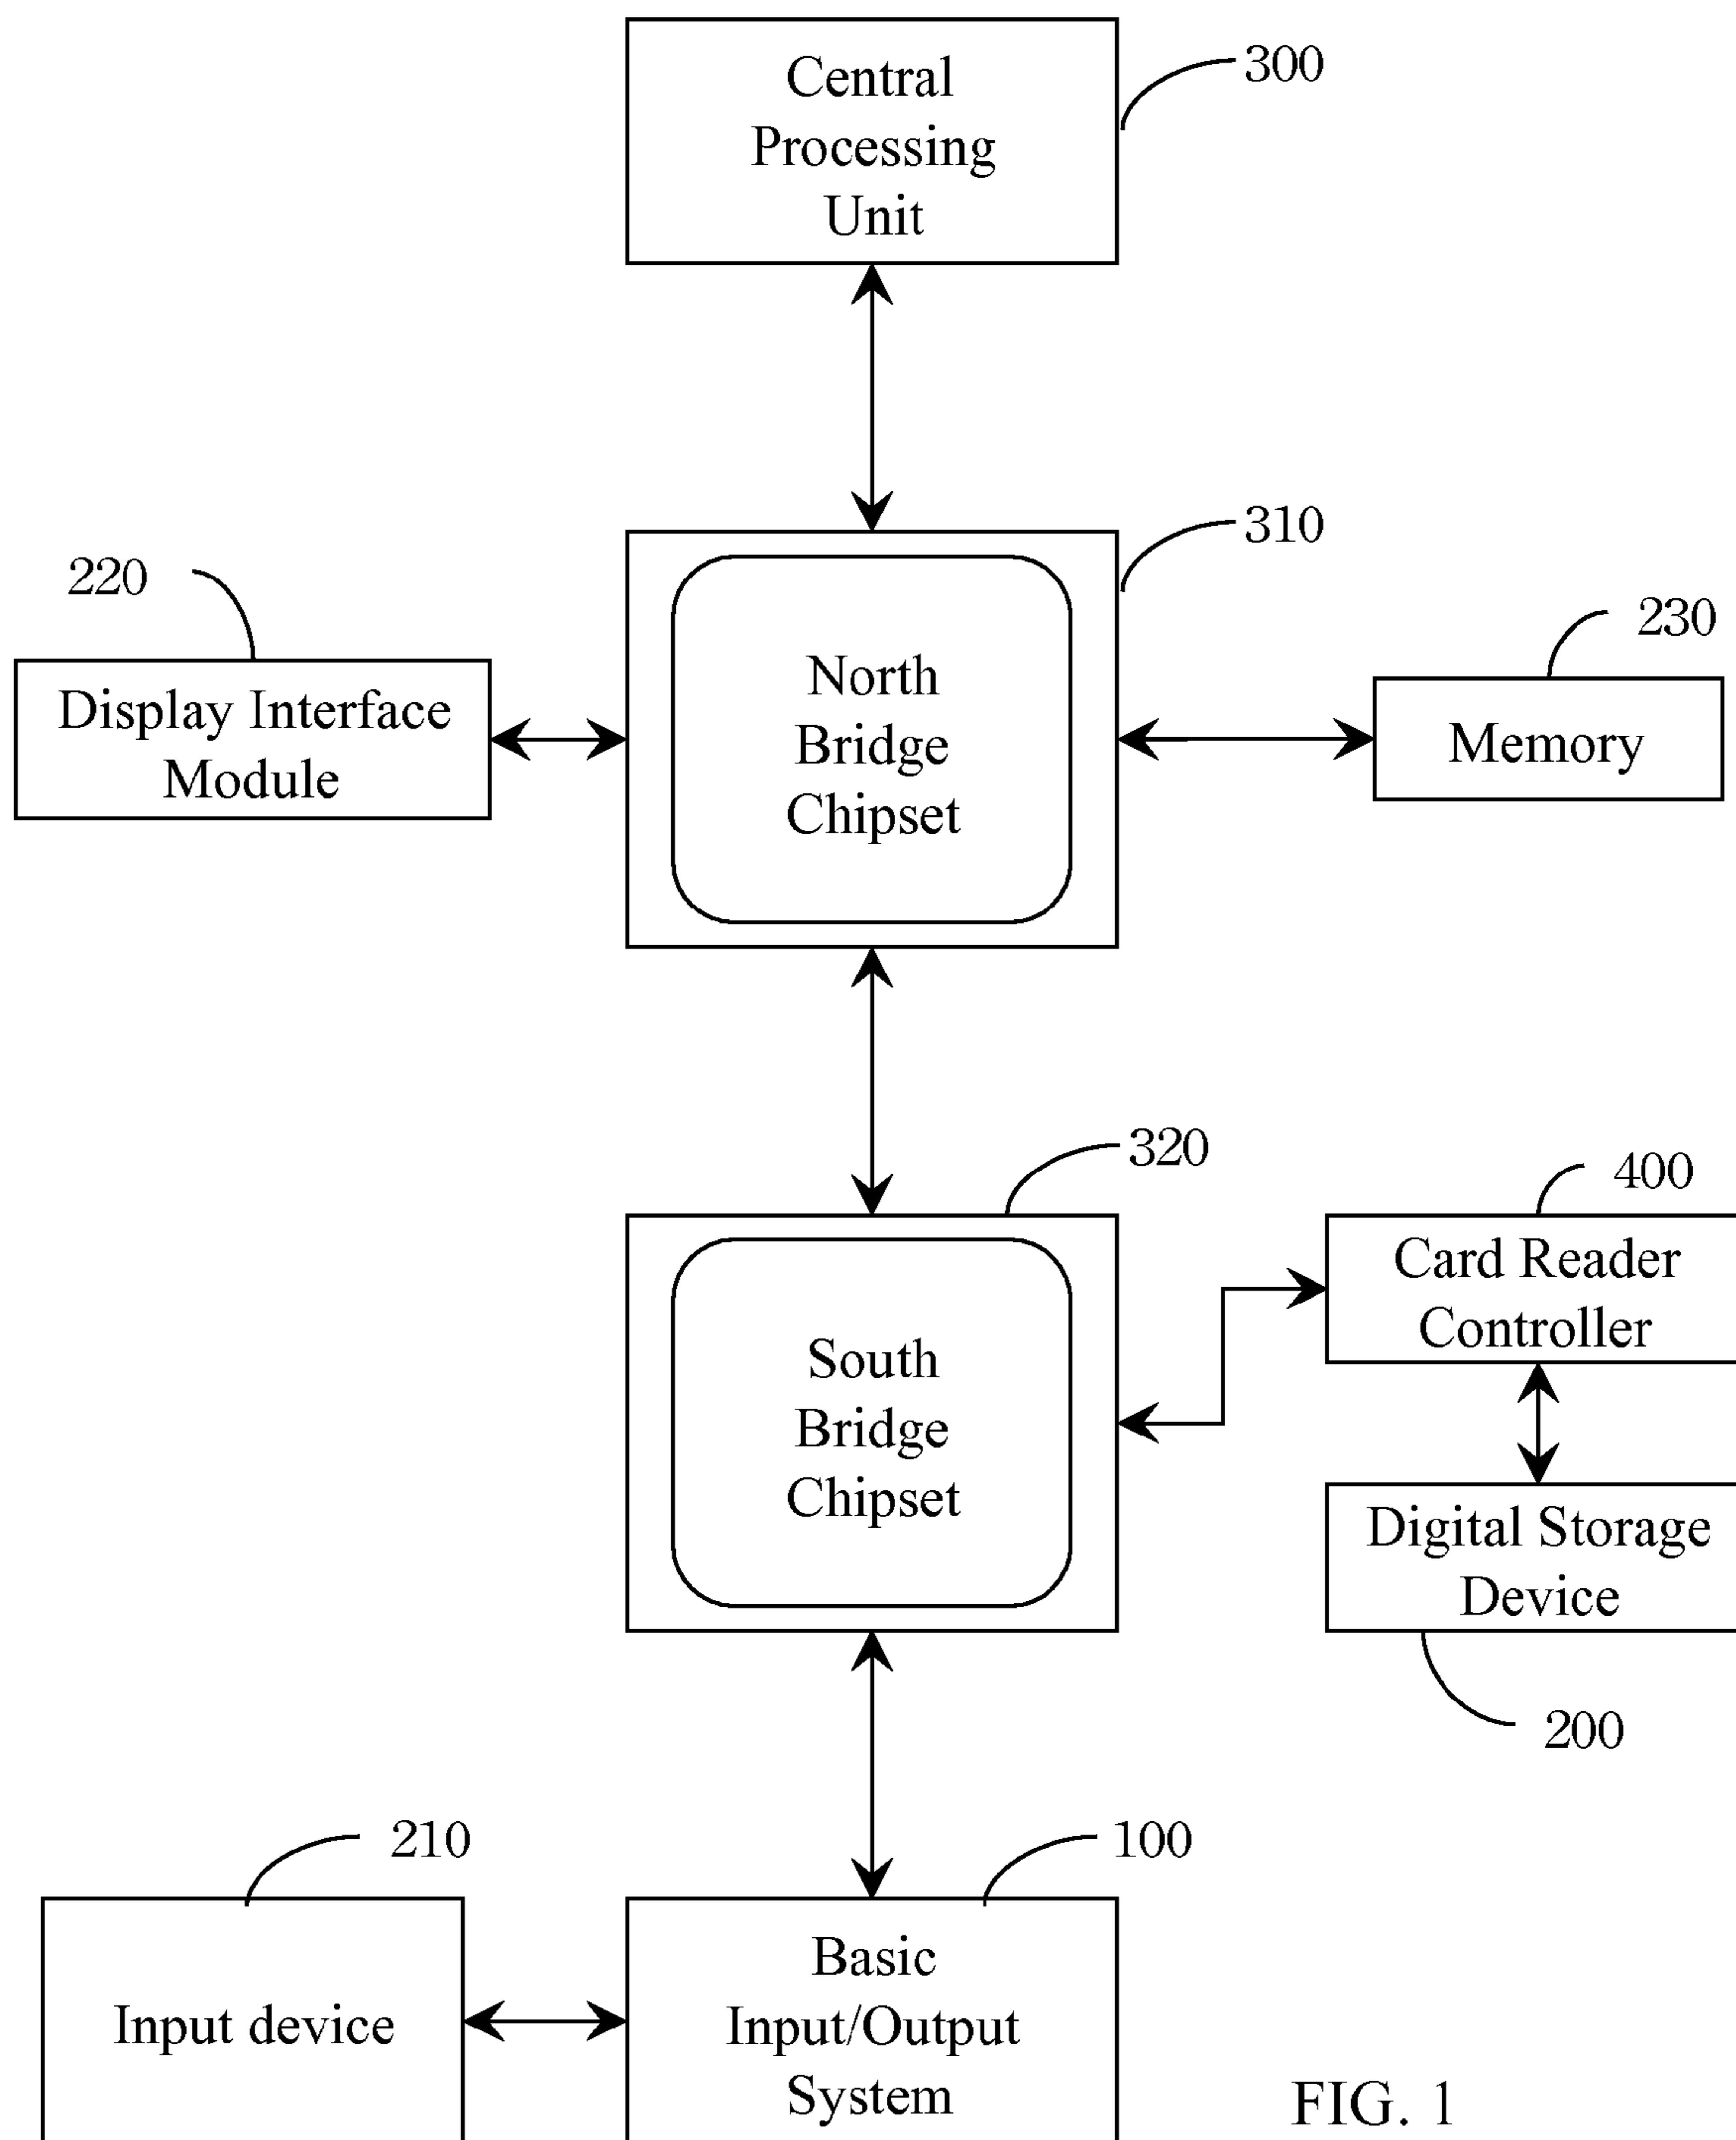 Central
Processing
Unit
300
310
220
230
Display Interface
Module
North
Bridge
Chipset
Memory
320
400
Card Reader
Controller
South
Bridge
Chipset
Digital Storage
Device
200
210
100
Input device
Basic
Input/Output
System
FIG. 1